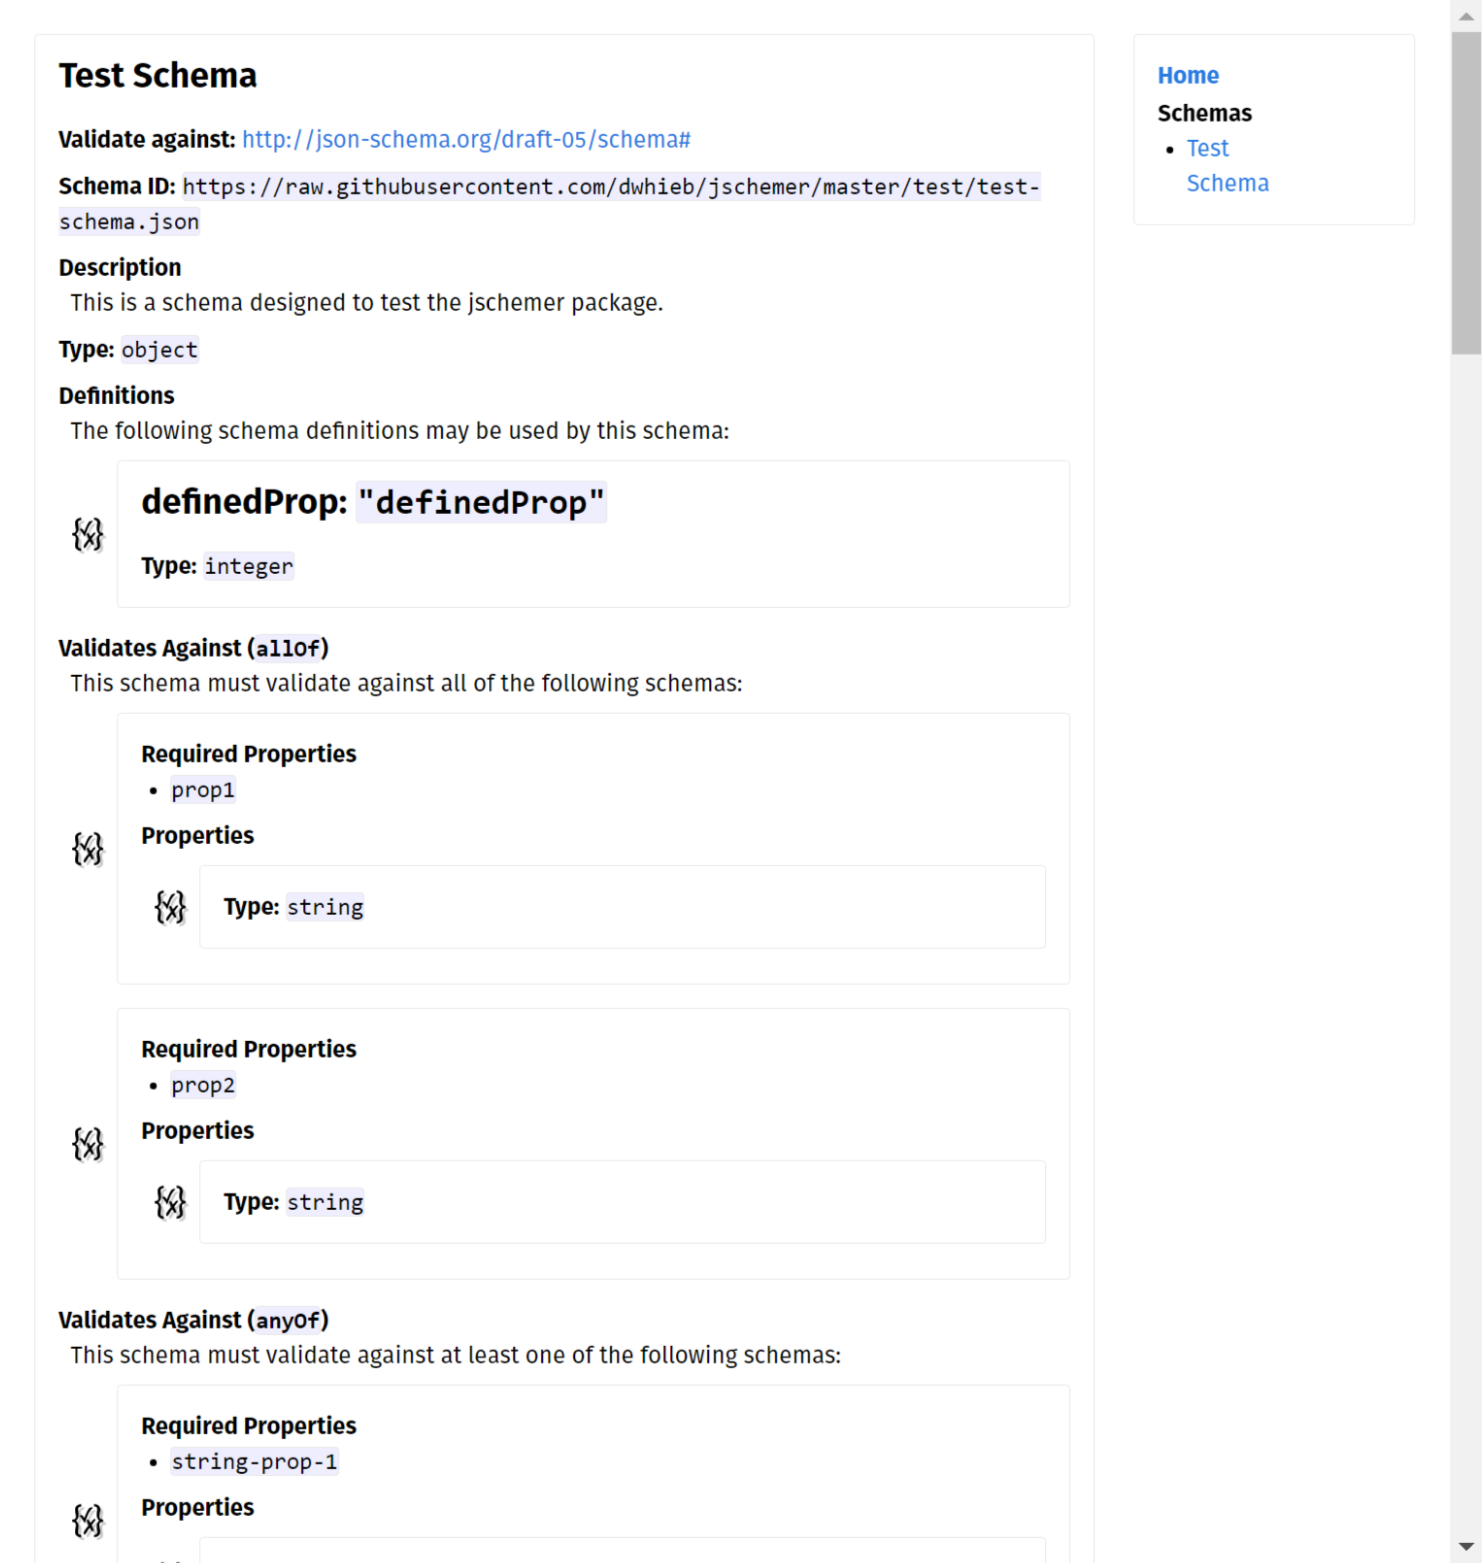 Test Schema
Validate against: http://json-schema.org/draft-05/schema#
Schema ID: https://raw.githubusercontent.com/dwhieb/jschemer/master/test/test-
schema.json
Description
This is a schema designed to test the jschemer package.
Type: object
Definitions
The following schema definitions may be used by this schema:
definedProp: "definedProp"
Type: integer
Validates Against (allOf)
This schema must validate against all of the following schemas:
Required Properties
• prop1
Properties
Type: string
Required Properties
• prop2
Properties
Type: string
Validates Against (anyOf)
This schema must validate against at least one of the following schemas:
Required Properties
• string-prop-1
Properties
Home
Schemas
• Test
Schema